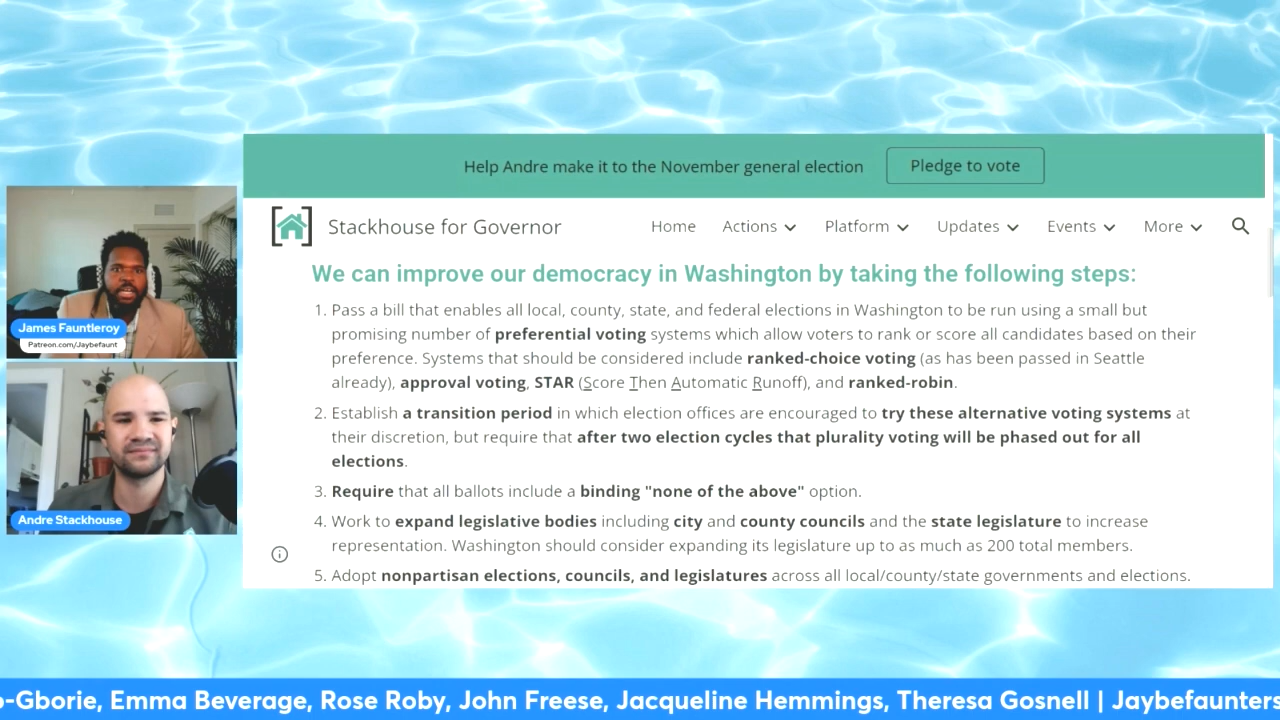 Help Andre make it to the November general election
Pledge to vote
Stackhouse for Governor
Home
Actions
Platform
Updates
Events
More
We can improve our democracy in Washington by taking the following steps:
1. Pass a bill that enables all local, county, state, and federal elections in Washington to be run using a small but
promising number of preferential voting systems which allow voters to rank or score all candidates based on their
preference. Systems that should be considered include ranked-choice voting (as has been passed in Seattle
already), approval voting, STAR (Score Then Automatic Runoff), and ranked-robin.
2. Establish a transition period in which election offices are encouraged to try these alternative voting systems at
their discretion, but require that after two election cycles that plurality voting will be phased out for all
elections.
3. Require that all ballots include a binding "none of the above" option.
4. Work to expand legislative bodies including city and county councils and the state legislature to increase
representation. Washington should consider expanding its legislature up to as much as 200 total members.
5. Adopt nonpartisan elections, councils, and legislatures across all local/county/state governments and elections.
James Fauntleroy
Patreon.com/Jaybefaunt
Andre Stackhouse
o-Gborie, Emma Beverage, Rose Roby, John Freese, Jacqueline Hemmings, Theresa Gosnell | Jaybefaunters